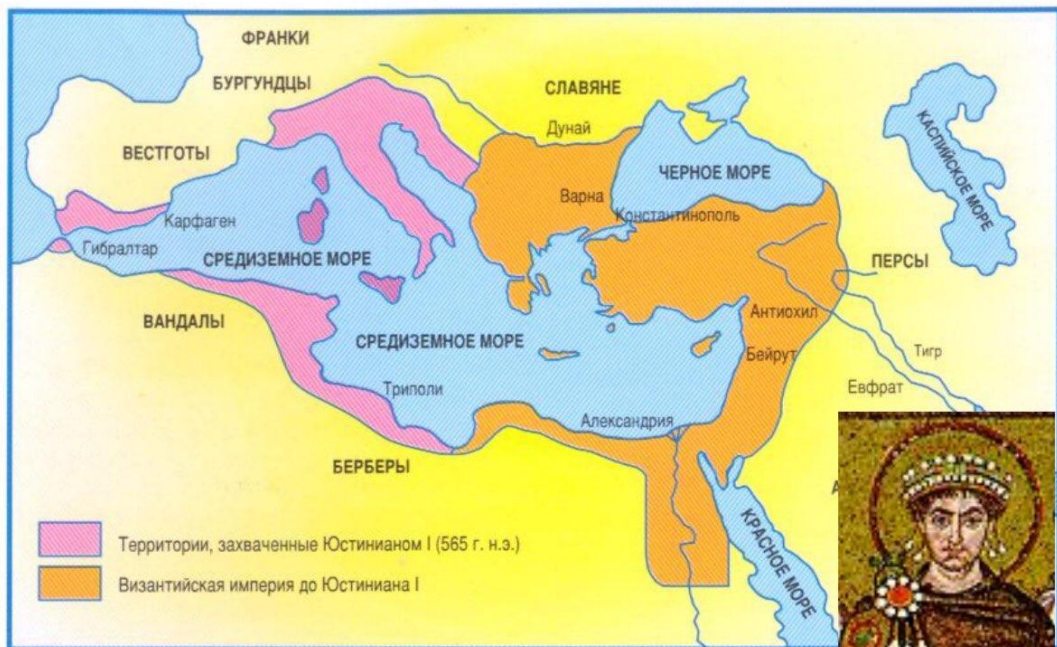 ФРАНКИ
БУРГУНДЦЫ
СЛАВЯНЕ
Дунай
ВЕСТГОТЫ
ЧЕРНОЕ МОРЕ
КАСПИЙСКОЕ МОРЕ
Варна
Константинополь
Карфаген
Гибралтар
СРЕДИЗЕМНОЕ МОРЕ
ПЕРСЫ
ВАНДАЛЫ
Антиохил
СРЕДИЗЕМНОЕ МОРЕ
Бейрут
Тигр
Евфрат
Триполи
Александрия
БЕРБЕРЫ
КРАСНОЕ МОРЕ
Территории, захваченные Юстинианом I (565 г. н.э.)
Византийская империя до Юстиниана I